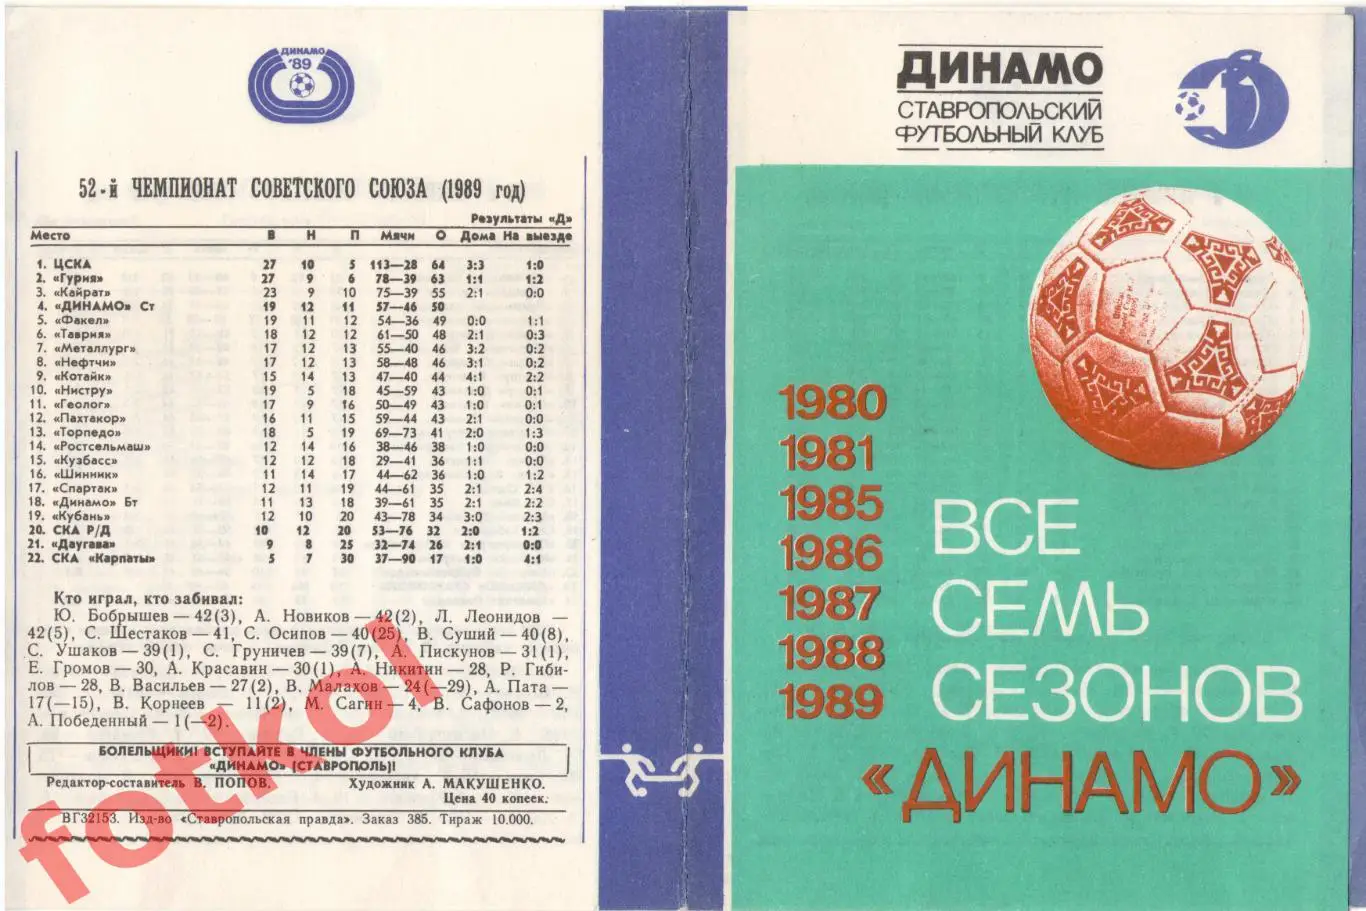 ДИНАМО
'89
52-й ЧЕМПИОНАТ СОВЕТСКОГО СОЮЗА (1989 год)
Результаты «Д»
Место В Н П Мячи О Дома На выезде
1. ЦСКА 27 10 5 113—28 64 3:3 1:0
2. «Гурия» 27 9 6 78—39 63 1:1 1:2
3. «Кайрат» 23 9 10 75—39 55 2:1 0:0
4. «ДИНАМО» Ст 19 12 11 57—46 50
5. «Факел» 19 11 12 54—36 49 0:0 1:1
6. «Таврия» 18 12 12 61—50 48 2:1 0:3
7. «Металлург» 17 12 13 55—40 46 3:2 0:2
8. «Нефтчи» 17 12 13 58—48 46 3:1 0:2
9. «Котайк» 15 14 13 47—40 44 4:1 2:2
10. «Нистру» 19 5 18 45—59 43 1:0 0:1
11. «Геолог» 17 9 16 50—49 43 1:0 0:1
12. «Пахтакор» 16 11 15 59—44 43 2:1 0:0
13. «Торпедо» 18 5 19 69—73 41 2:0 1:3
14. «Ростсельмаш» 12 14 16 38—46 38 1:0 0:0
15. «Кузбасс» 12 12 18 29—41 36 1:1 0:0
16. «Шинник» 11 14 17 44—62 36 1:0 1:2
17. «Спартак» 12 11 19 44—61 35 2:1 2:4
18. «Динамо» Бт 11 13 18 39—61 35 2:1 2:2
19. «Кубань» 12 10 20 43—78 34 3:0 2:3
20. СКА Р/Д 10 12 20 53—76 32 2:0 1:2
21. «Даугава» 9 8 25 32—74 26 2:1 0:0
22. СКА «Карпаты» 5 7 30 37—90 17 1:0 4:1
Кто играл, кто забивал:
Ю. Бобрышев — 42(3), А. Новиков — 42(2), Л. Леонидов —
42(5), С. Шестаков — 41, С. Осипов — 40(25), В. Суший — 40(8),
С. Ушаков — 39(1), С. Груничев — 39(7), А. Пискунов — 31(1),
Е. Громов — 30, А. Красавин — 30(1), А. Никитин — 28, Р. Гиби-
лов — 28, В. Васильев — 27(2), В. Малахов — 24(—29), А. Пата —
17(—15), В. Корнеев — 11(2), М. Сагин — 4, В. Сафонов — 2,
А. Победенный — 1(—2).
БОЛЕЛЬЩИКИ! ВСТУПАЙТЕ В ЧЛЕНЫ ФУТБОЛЬНОГО КЛУБА
«ДИНАМО» (СТАВРОПОЛЬ)!
Редактор-составитель В. ПОПОВ. Художник А. МАКУШЕНКО.
Цена 40 копеек.
ВГ32153. Изд-во «Ставропольская правда». Заказ 385. Тираж 10.000.
fotkol
ДИНАМО
СТАВРОПОЛЬСКИЙ
ФУТБОЛЬНЫЙ КЛУБ
Д
1980
1981
1985
1986
1987
1988
1989
ВСЕ
СЕМЬ
СЕЗОНОВ
«ДИНАМО»